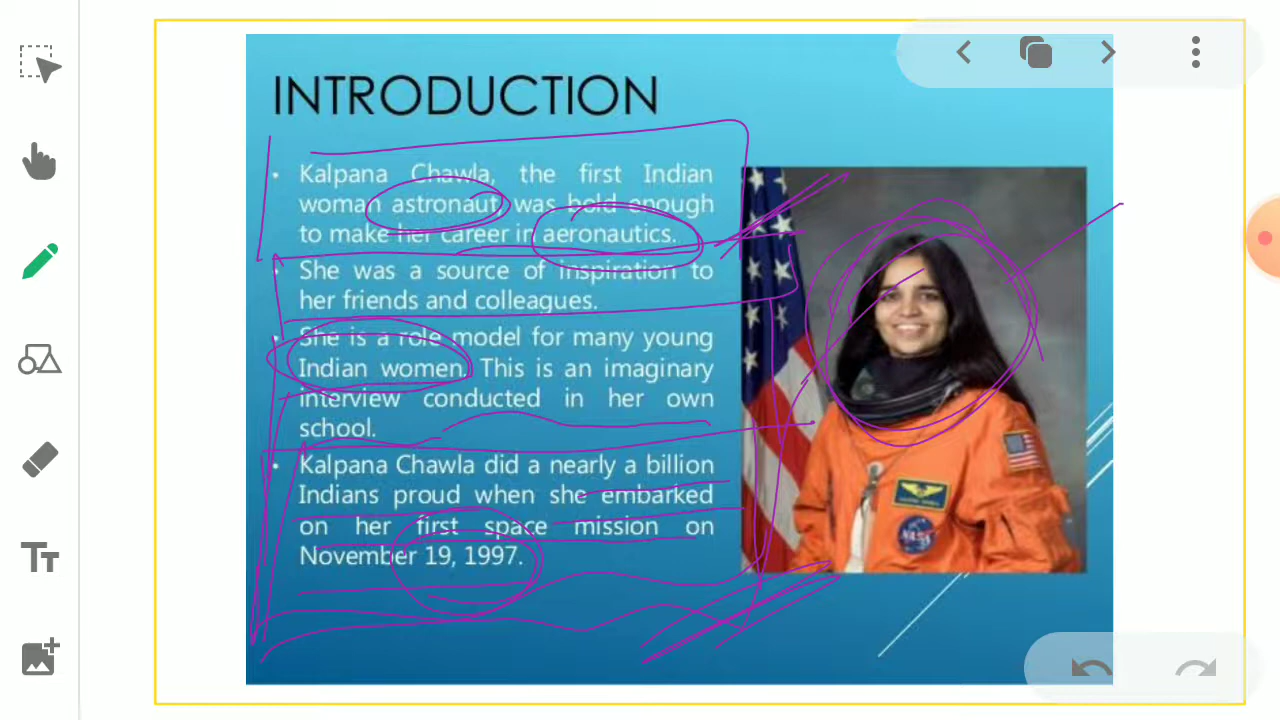 INTRODUCTION
• Kalpana Chawla, the first Indian
woman astronaut, was bold enough
to make her career in aeronautics.
• She was a source of inspiration to
her friends and colleagues.
• She is a role model for many young
Indian women. This is an imaginary
interview conducted in her own
school.
• Kalpana Chawla did a nearly a billion
Indians proud when she embarked
on her first space mission on
November 19, 1997.
NASA
Tт